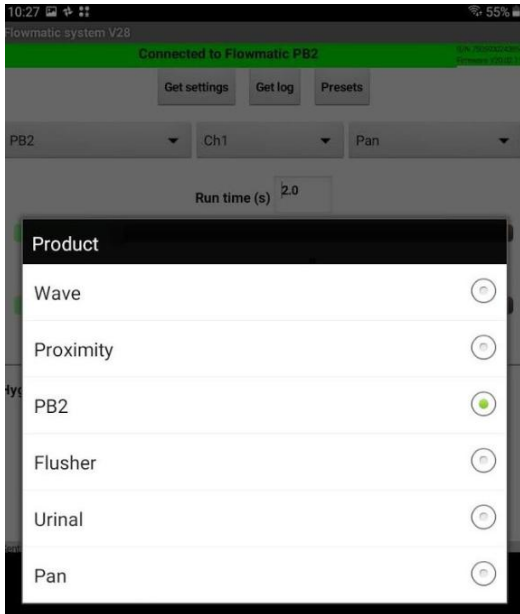 10:27 55%
Flowmatic system V28
Connected to Flowmatic PB2
Get settings Get log Presets
PB2 Ch1 Pan
Run time (s) 2.0
Product
Wave
Proximity
PB2
Flusher
Urinal
Pan